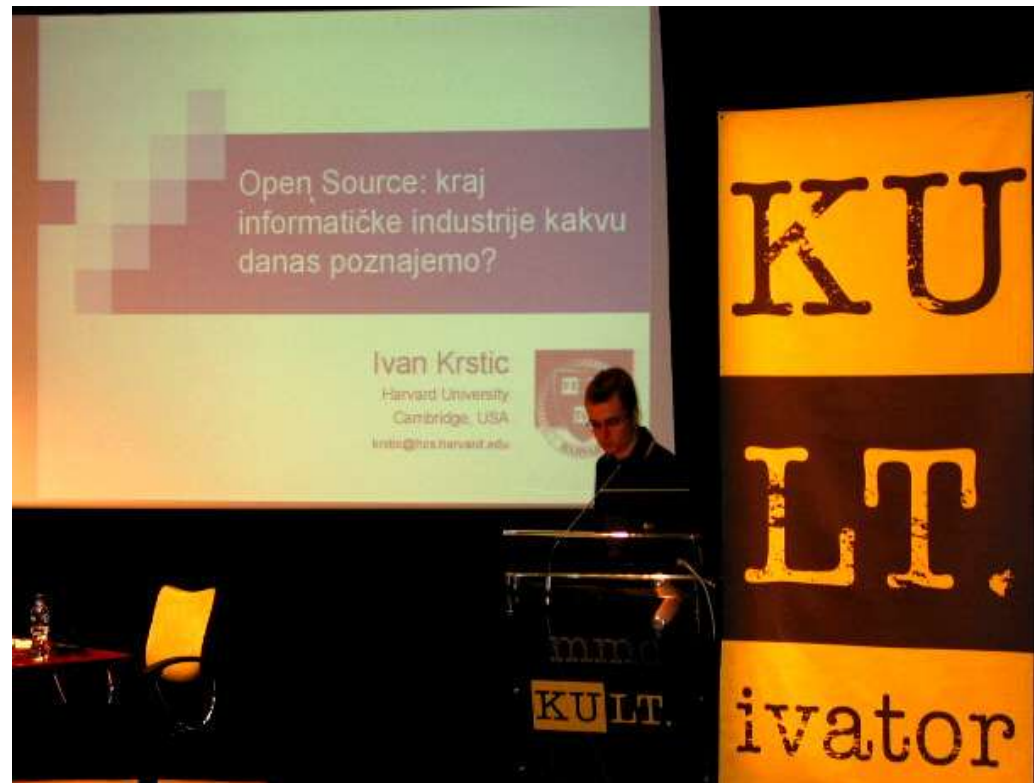 Open Source: kraj
informatičke industrije kakvu
danas poznajemo?
Ivan Krstic
Harvard University
Cambridge, USA
krstic@hcs.harvard.edu
KU
LT.
ivator
KULT.